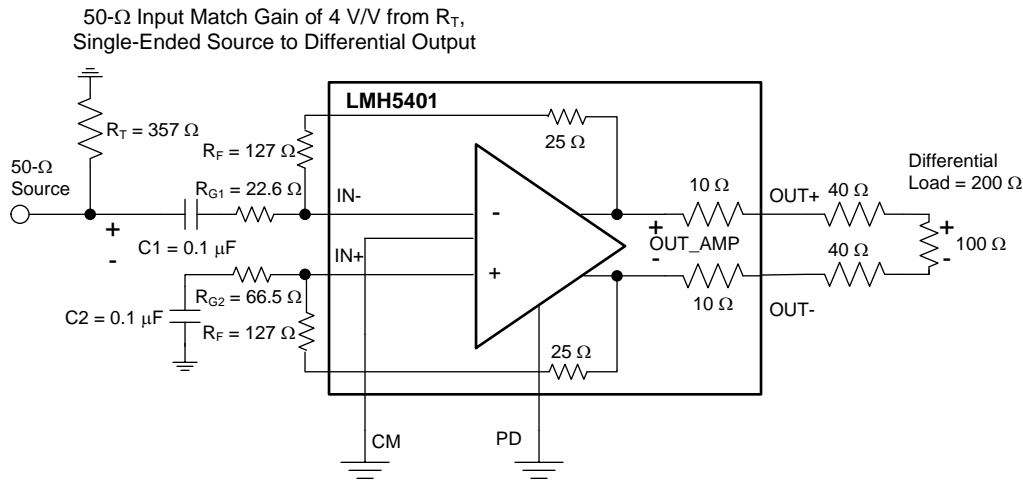 50-Ω Input Match Gain of 4 V/V from R_T,
Single-Ended Source to Differential Output
LMH5401
R_T = 357 Ω
25 Ω
R_F = 127 Ω
50-Ω
Source
R_G1 = 22.6 Ω
IN-
-
10 Ω
OUT+
40 Ω
Differential
Load = 200 Ω
+
-
C1 = 0.1 μF
IN+
+
-
OUT_AMP
+
-
100 Ω
+
R_G2 = 66.5 Ω
10 Ω
40 Ω
C2 = 0.1 μF
R_F = 127 Ω
OUT-
25 Ω
CM
PD